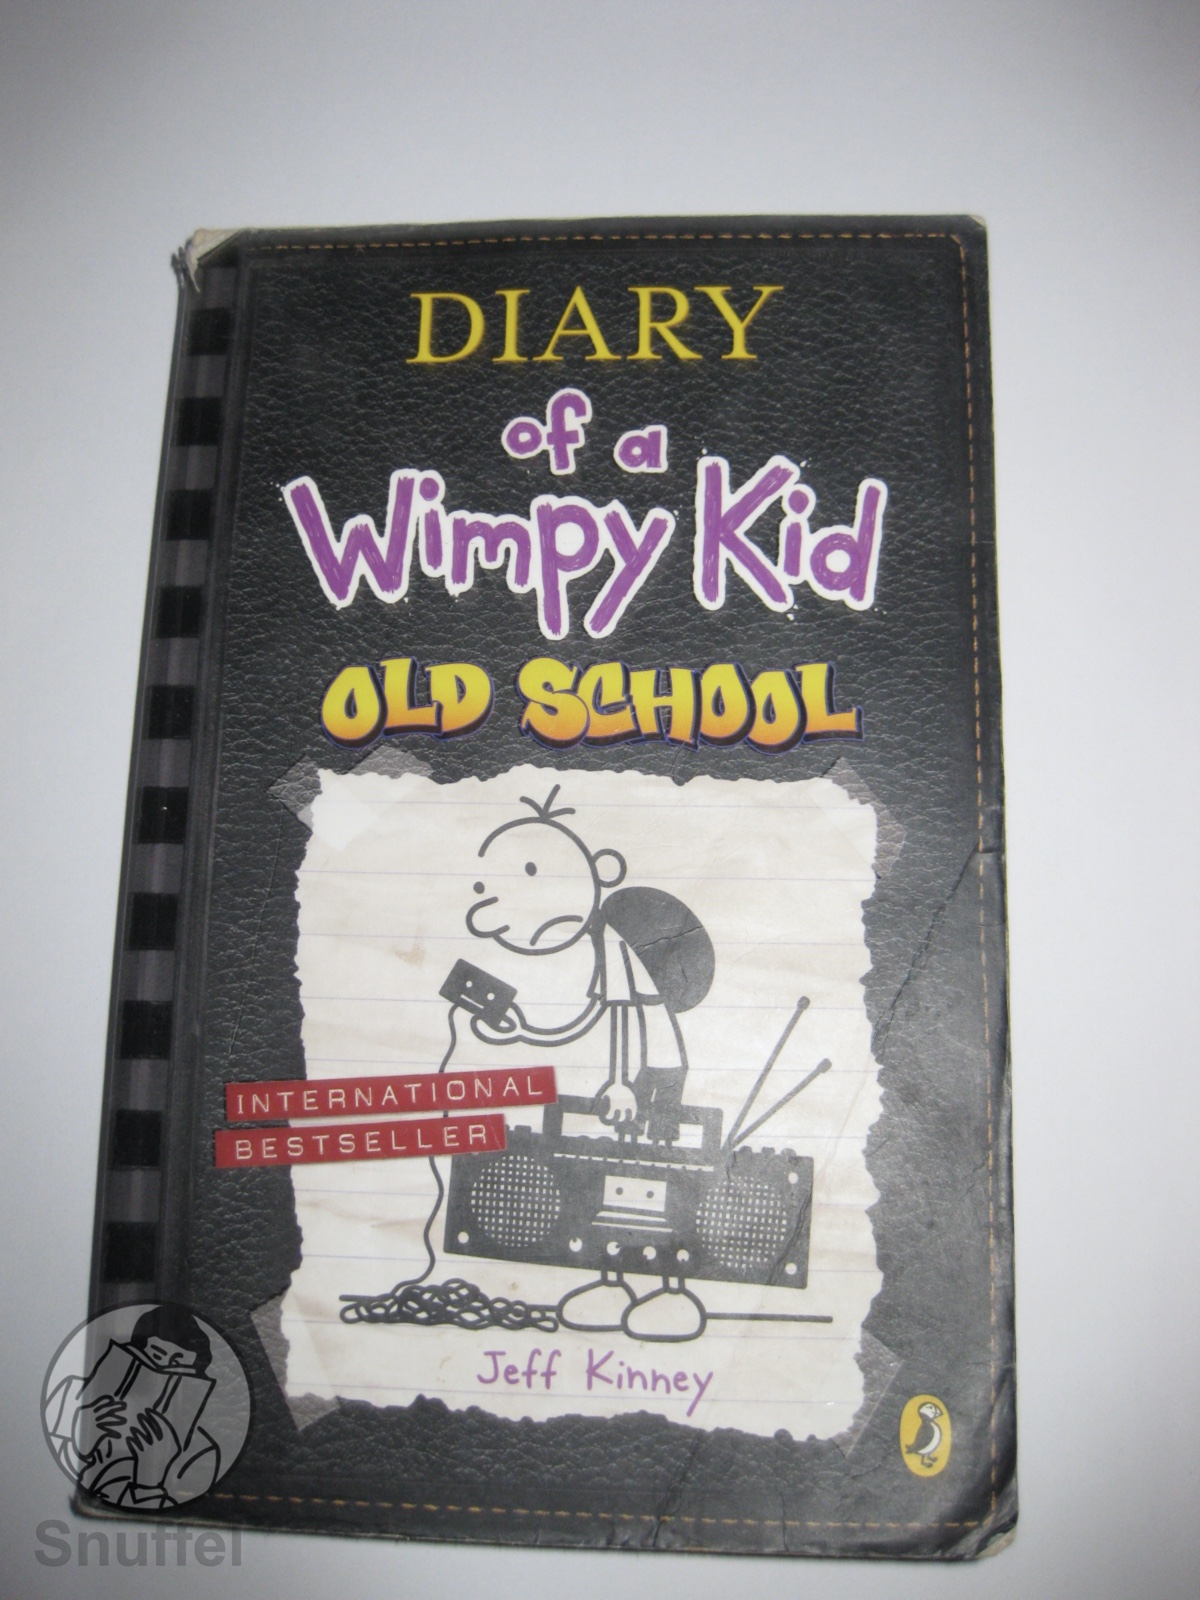 DIARY
of a
Wimpy Kid
OLD SCHOOL
INTERNATIONAL
BESTSELLER
Jeff Kinney
Snuffel